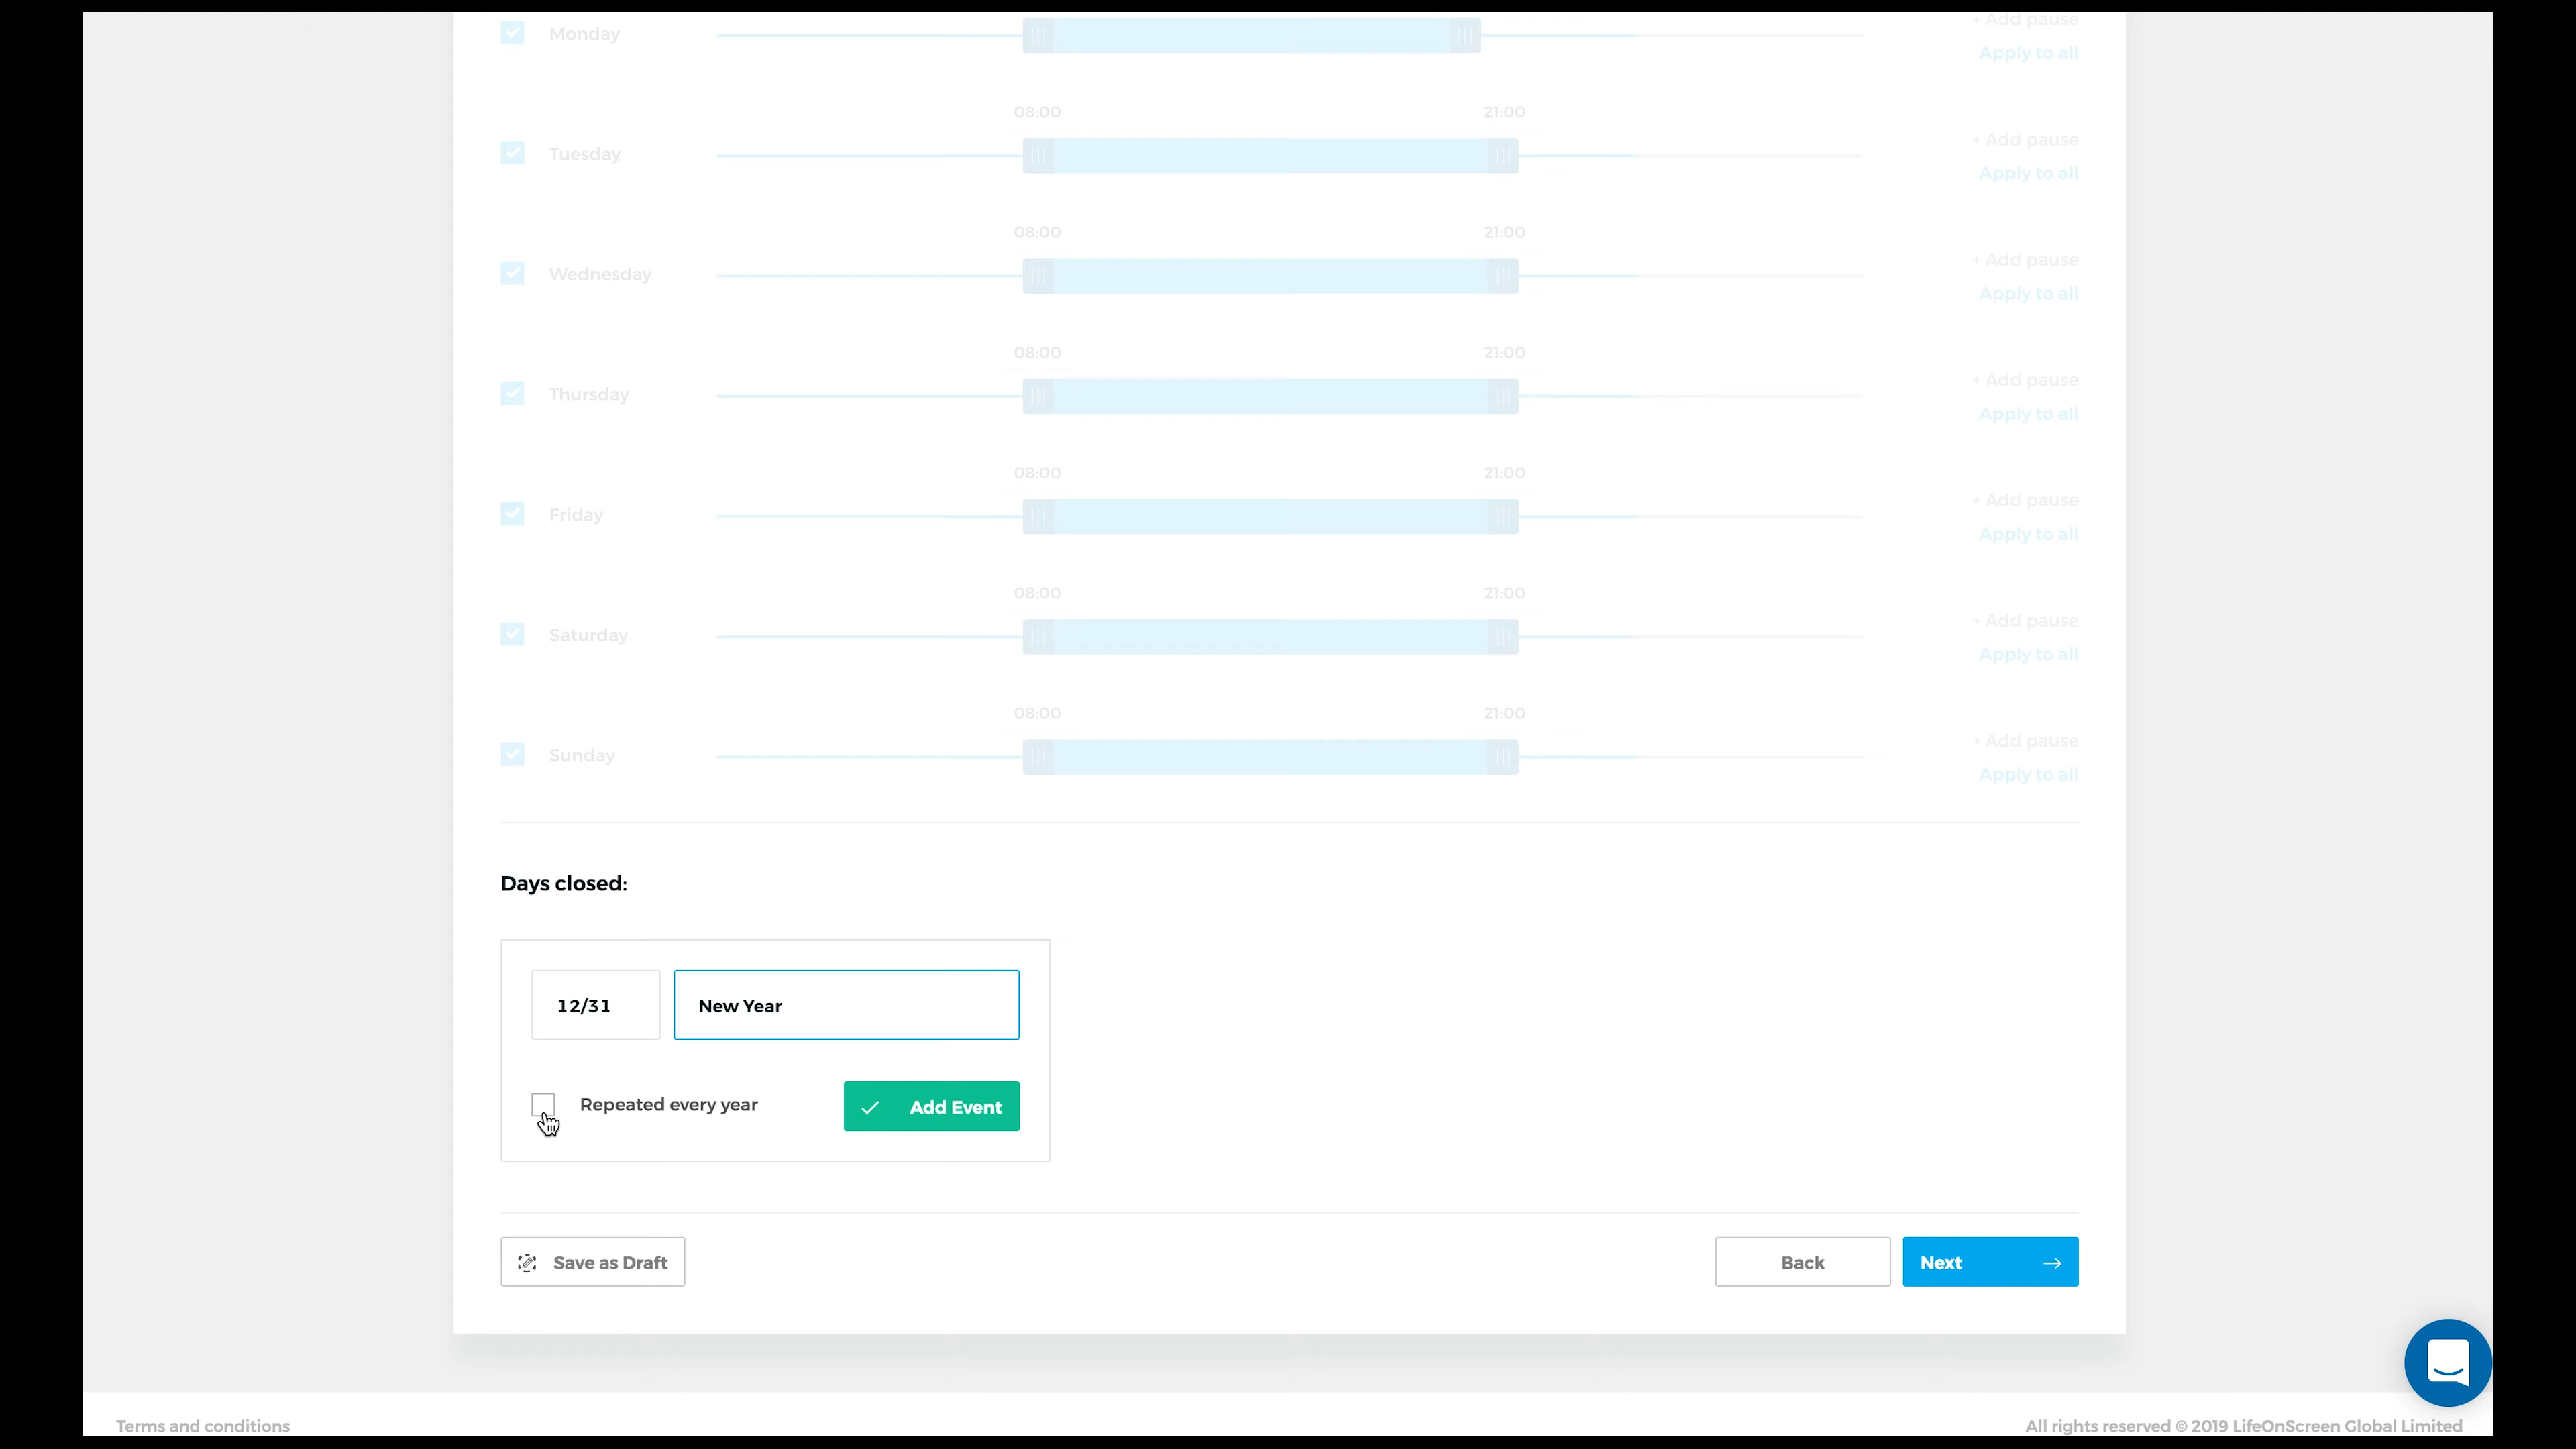 Monday
+ Add pause
Apply to all
08:00 21:00
Tuesday
+ Add pause
Apply to all
08:00 21:00
Wednesday
+ Add pause
Apply to all
08:00 21:00
Thursday
+ Add pause
Apply to all
08:00 21:00
Friday
+ Add pause
Apply to all
08:00 21:00
Saturday
+ Add pause
Apply to all
08:00 21:00
Sunday
+ Add pause
Apply to all
Days closed:
12/31 New Year
Repeated every year Add Event
Save as Draft Back Next
Terms and conditions All rights reserved © 2019 LifeOnScreen Global Limited